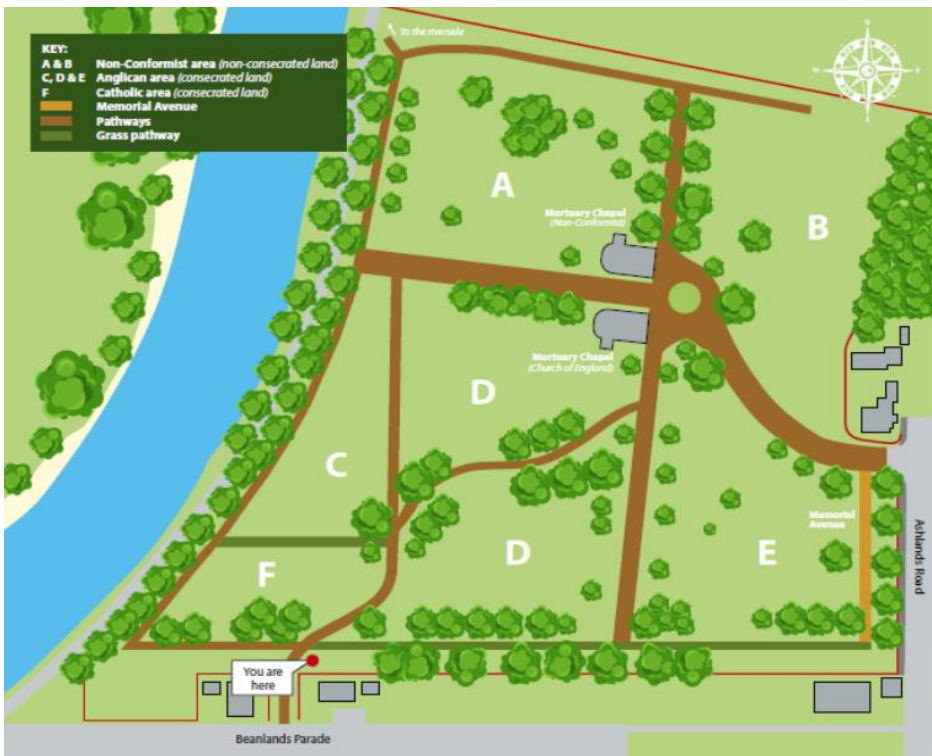 KEY:
A & B Non-Conformist area (non-consecrated land)
C, D & E Anglican area (consecrated land)
F Catholic area (consecrated land)
Memorial Avenue
Pathways
Grass pathway
To the riverside
N
W
E
S
A
Mortuary Chapel
(Non-Conformist)
B
Mortuary Chapel
(Church of England)
D
C
Memorial
Avenue
Ashlands Road
D
E
F
You are
here
Beanlands Parade